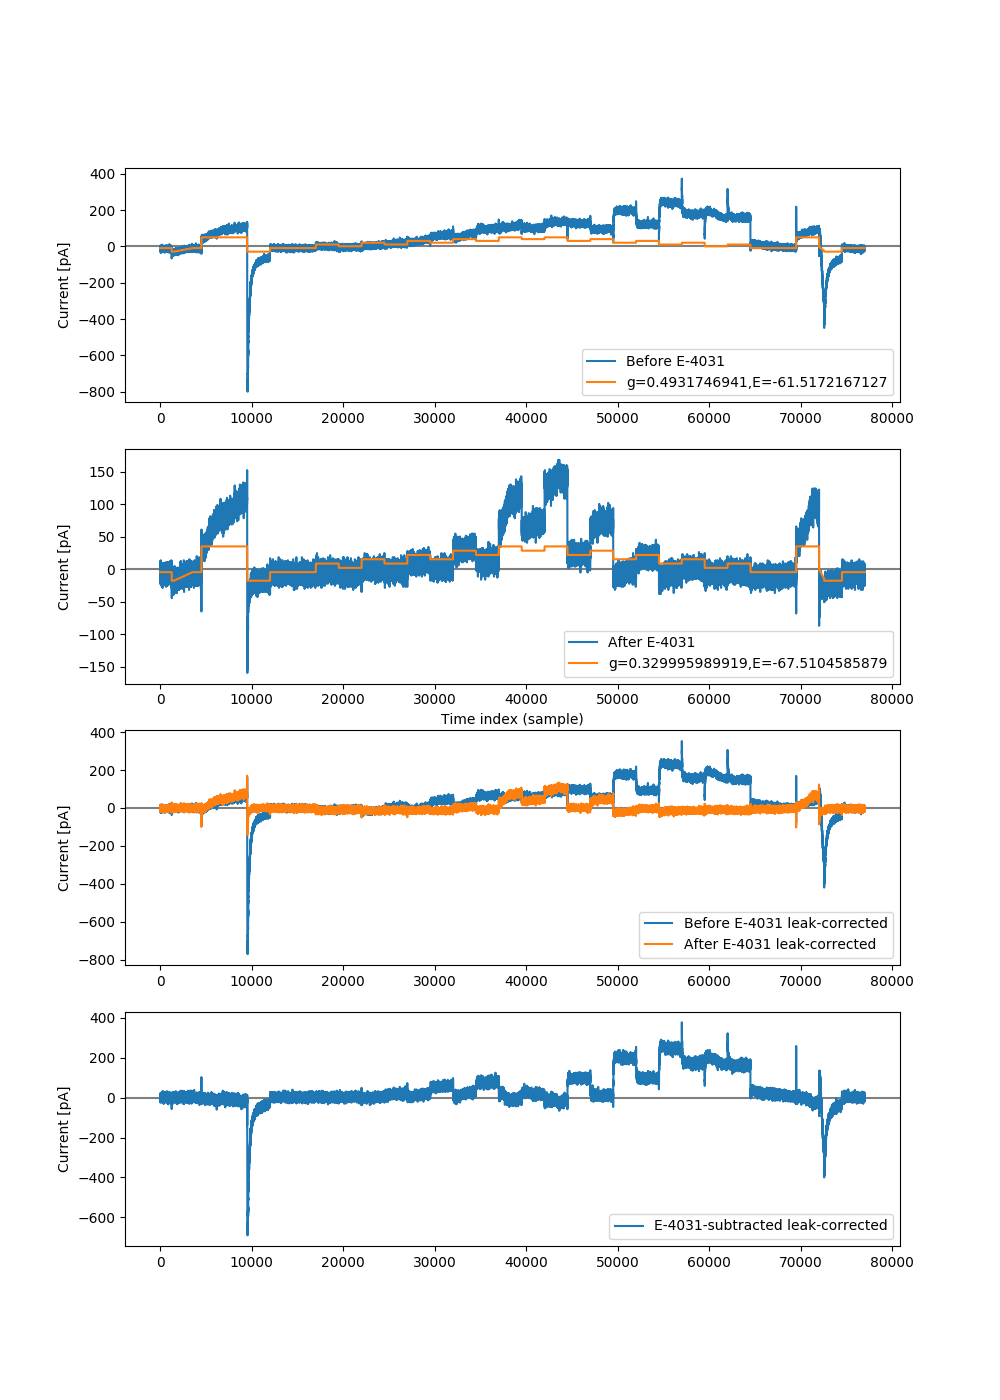 400
200
0
−200
−400
−600
−800
Current [pA]
Before E-4031
g=0.4931746941,E=-61.5172167127
0 10000 20000 30000 40000 50000 60000 70000 80000
150
100
50
0
−50
−100
−150
Current [pA]
After E-4031
g=0.329995989919,E=-67.5104585879
0 10000 20000 30000 40000 50000 60000 70000 80000
Time index (sample)
400
200
0
−200
−400
−600
−800
Current [pA]
Before E-4031 leak-corrected
After E-4031 leak-corrected
0 10000 20000 30000 40000 50000 60000 70000 80000
400
200
0
−200
−400
−600
Current [pA]
E-4031-subtracted leak-corrected
0 10000 20000 30000 40000 50000 60000 70000 80000